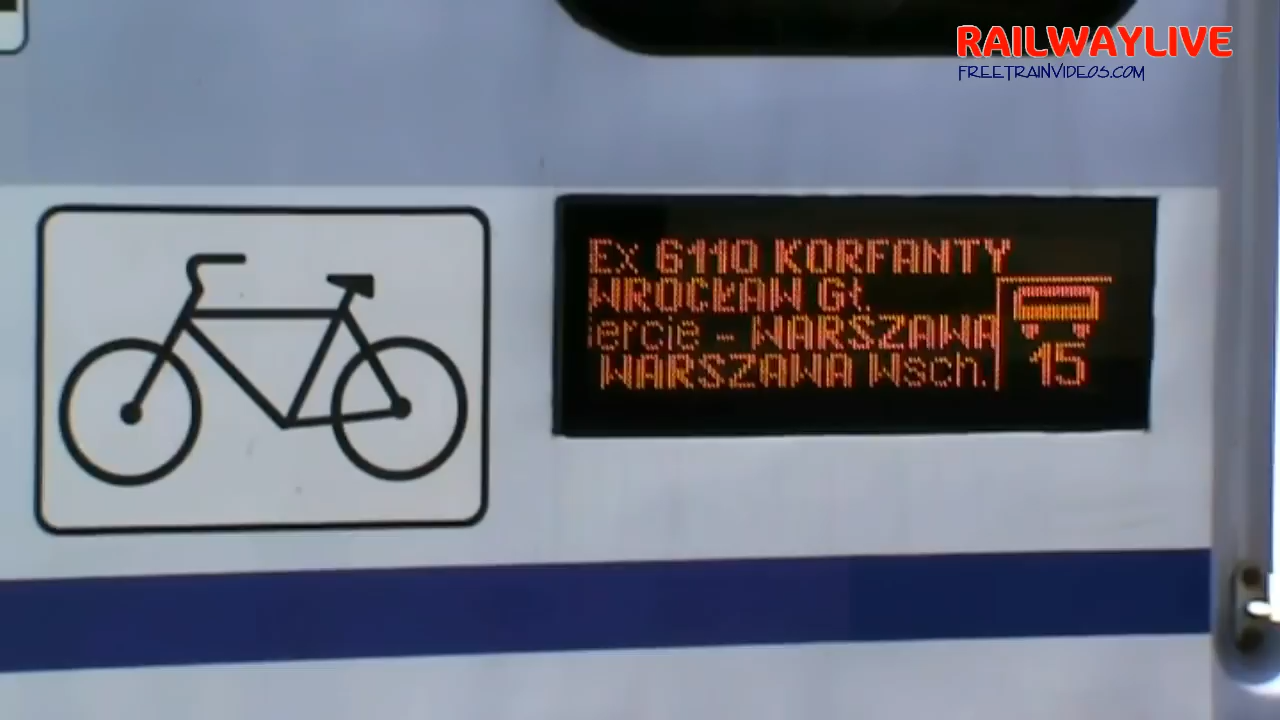 RAILWAYLIVE
FREETRAINVIDEOS.COM
Ex 6110 KORFANTY
WROCŁAW Gł.
iercie - WARSZAWA
WARSZAWA Wsch.
15